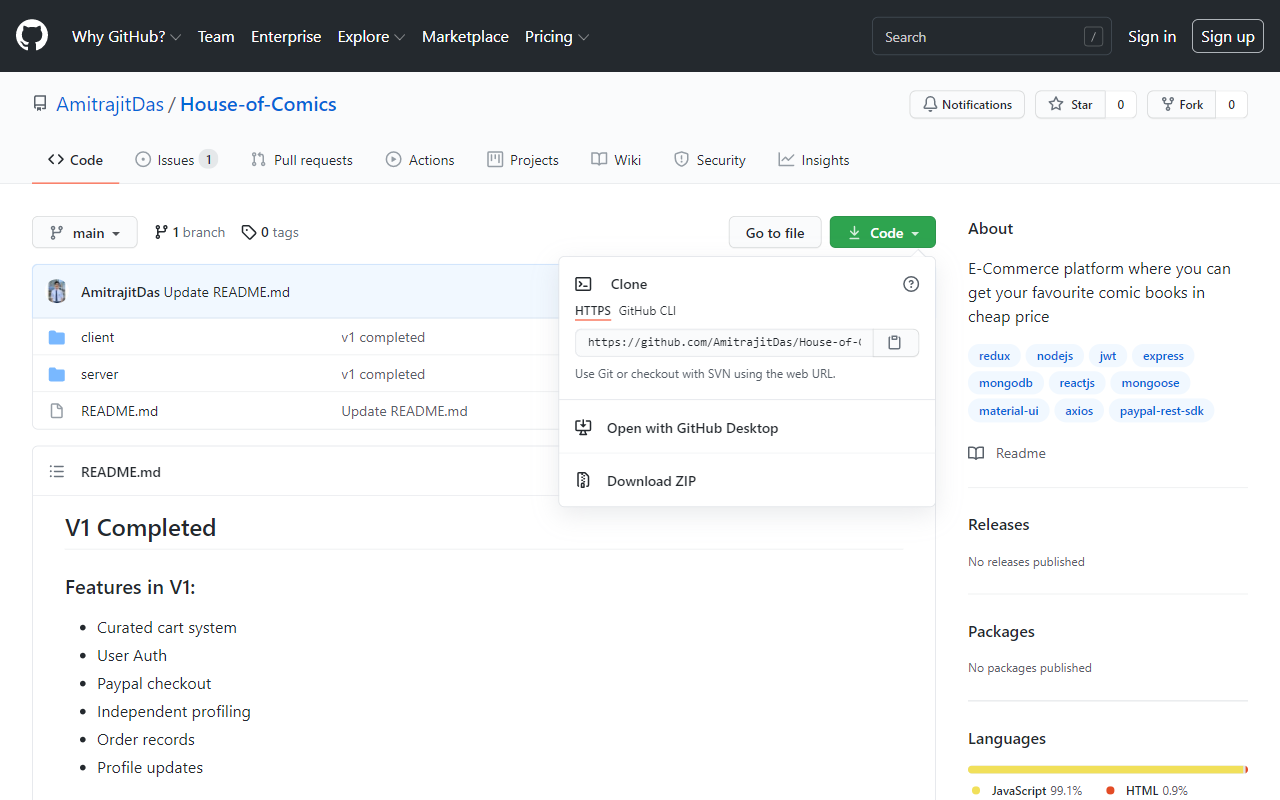 Why GitHub? Team Enterprise Explore Marketplace Pricing Search / Sign in Sign up
AmitrajitDas / House-of-Comics Notifications Star 0 Fork 0
Code Issues 1 Pull requests Actions Projects Wiki Security Insights
main 1 branch 0 tags Go to file Code
AmitrajitDas Update README.md
client v1 completed
server v1 completed
README.md Update README.md
Clone
HTTPS GitHub CLI
https://github.com/AmitrajitDas/House-of-
Use Git or checkout with SVN using the web URL.
Open with GitHub Desktop
Download ZIP
README.md
V1 Completed
Features in V1:
Curated cart system
User Auth
Paypal checkout
Independent profiling
Order records
Profile updates
About
E-Commerce platform where you can
get your favourite comic books in
cheap price
redux nodejs jwt express
mongodb reactjs mongoose
material-ui axios paypal-rest-sdk
Readme
Releases
No releases published
Packages
No packages published
Languages
JavaScript 99.1% HTML 0.9%